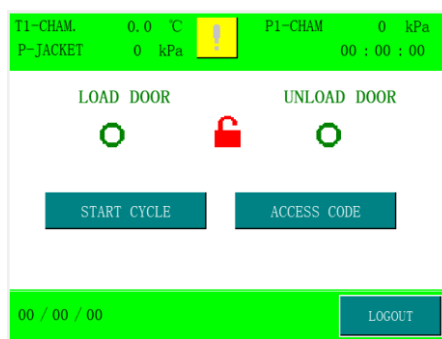 T1-CHAM. 0.0 ℃ ! P1-CHAM 0 kPa
P-JACKET 0 kPa 00 : 00 : 00
LOAD DOOR UNLOAD DOOR
START CYCLE ACCESS CODE
00 / 00 / 00 LOGOUT